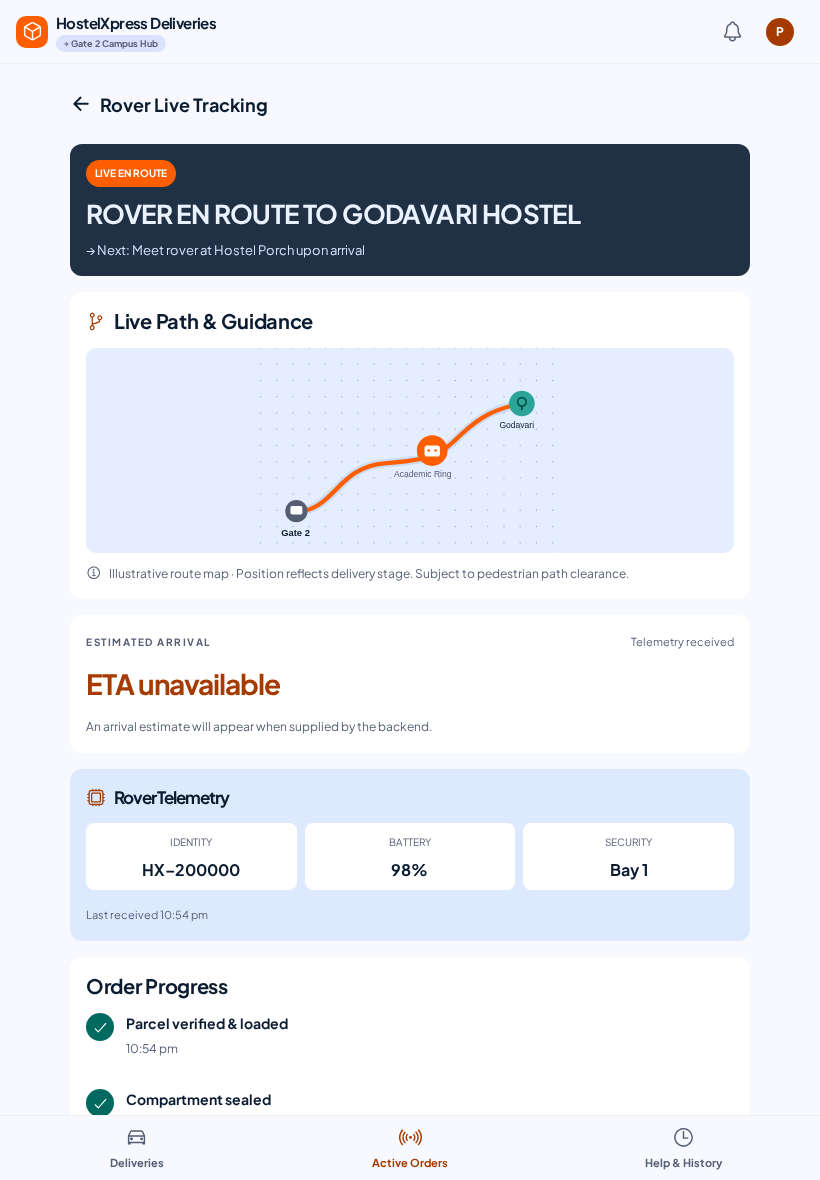 HostelXpress Deliveries
Gate 2 Campus Hub
P
Rover Live Tracking
LIVE EN ROUTE
ROVER EN ROUTE TO GODAVARI HOSTEL
→ Next: Meet rover at Hostel Porch upon arrival
Live Path & Guidance
Godavari
Academic Ring
Gate 2
Illustrative route map · Position reflects delivery stage. Subject to pedestrian path clearance.
ESTIMATED ARRIVAL
Telemetry received
ETA unavailable
An arrival estimate will appear when supplied by the backend.
Rover Telemetry
IDENTITY
BATTERY
SECURITY
HX-200000
98%
Bay 1
Last received 10:54 pm
Order Progress
Parcel verified & loaded
10:54 pm
Compartment sealed
Deliveries
Active Orders
Help & History